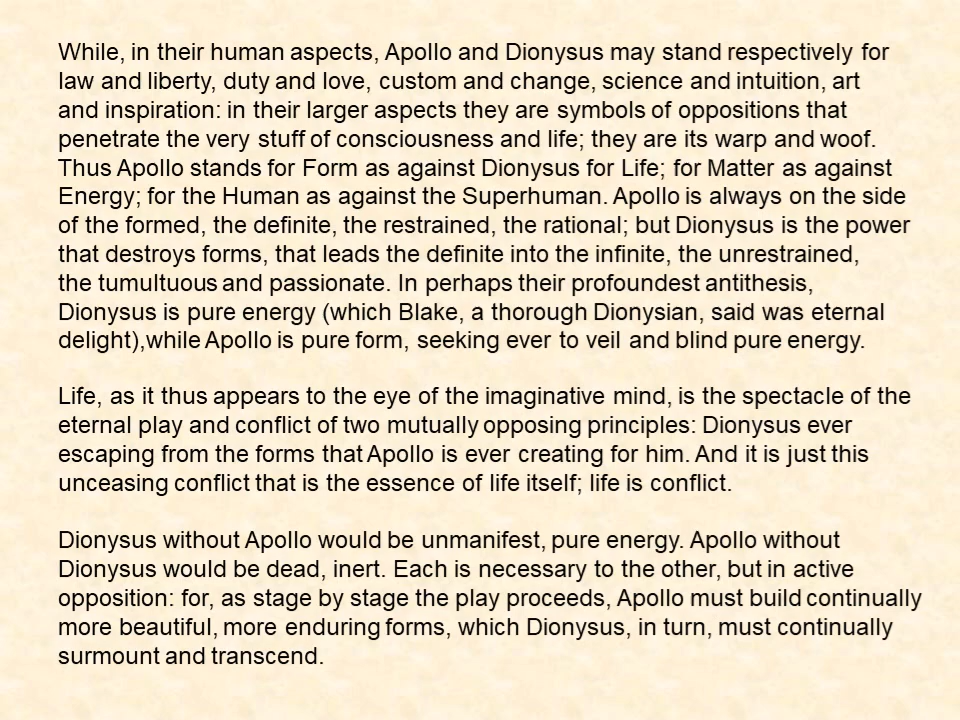 While, in their human aspects, Apollo and Dionysus may stand respectively for
law and liberty, duty and love, custom and change, science and intuition, art
and inspiration: in their larger aspects they are symbols of oppositions that
penetrate the very stuff of consciousness and life; they are its warp and woof.
Thus Apollo stands for Form as against Dionysus for Life; for Matter as against
Energy; for the Human as against the Superhuman. Apollo is always on the side
of the formed, the definite, the restrained, the rational; but Dionysus is the power
that destroys forms, that leads the definite into the infinite, the unrestrained,
the tumultuous and passionate. In perhaps their profoundest antithesis,
Dionysus is pure energy (which Blake, a thorough Dionysian, said was eternal
delight),while Apollo is pure form, seeking ever to veil and blind pure energy.

Life, as it thus appears to the eye of the imaginative mind, is the spectacle of the
eternal play and conflict of two mutually opposing principles: Dionysus ever
escaping from the forms that Apollo is ever creating for him. And it is just this
unceasing conflict that is the essence of life itself; life is conflict.

Dionysus without Apollo would be unmanifest, pure energy. Apollo without
Dionysus would be dead, inert. Each is necessary to the other, but in active
opposition: for, as stage by stage the play proceeds, Apollo must build continually
more beautiful, more enduring forms, which Dionysus, in turn, must continually
surmount and transcend.